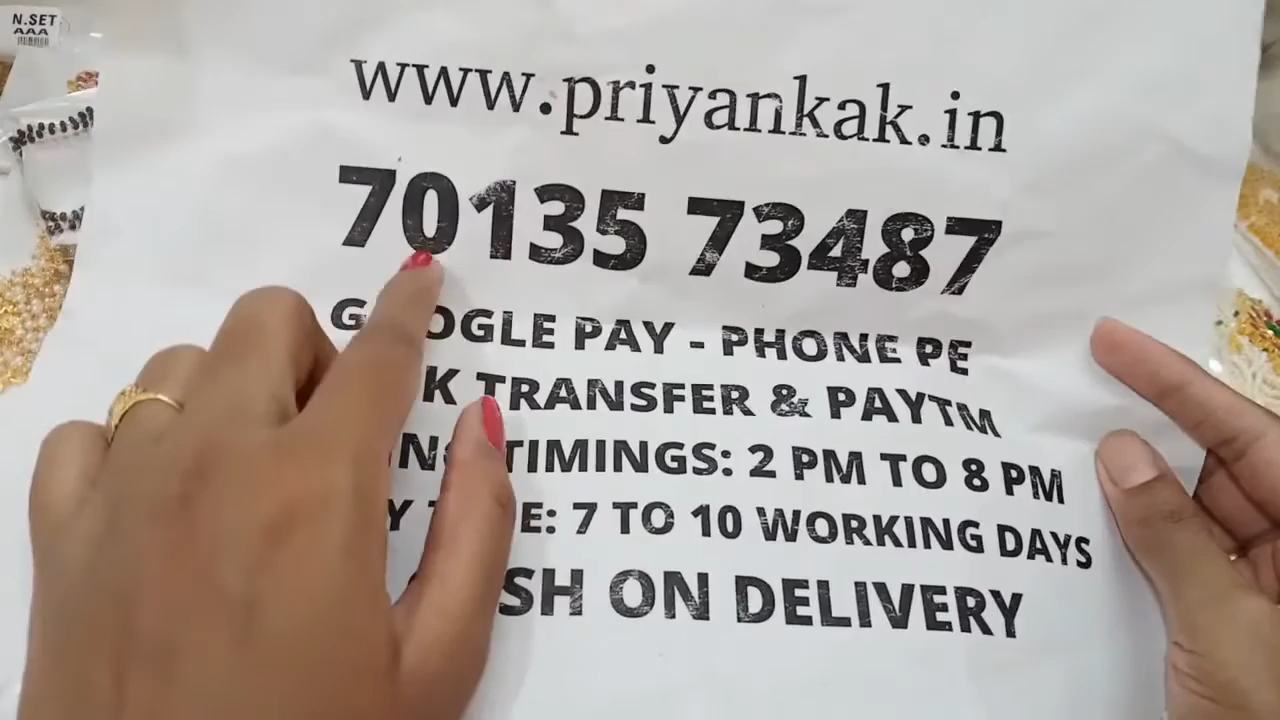 N.SET
AAA
www.priyankak.in
70135 73487
GOOGLE PAY - PHONE PE
K TRANSFER & PAYTM
TIMINGS: 2 PM TO 8 PM
7 TO 10 WORKING DAYS
SH ON DELIVERY